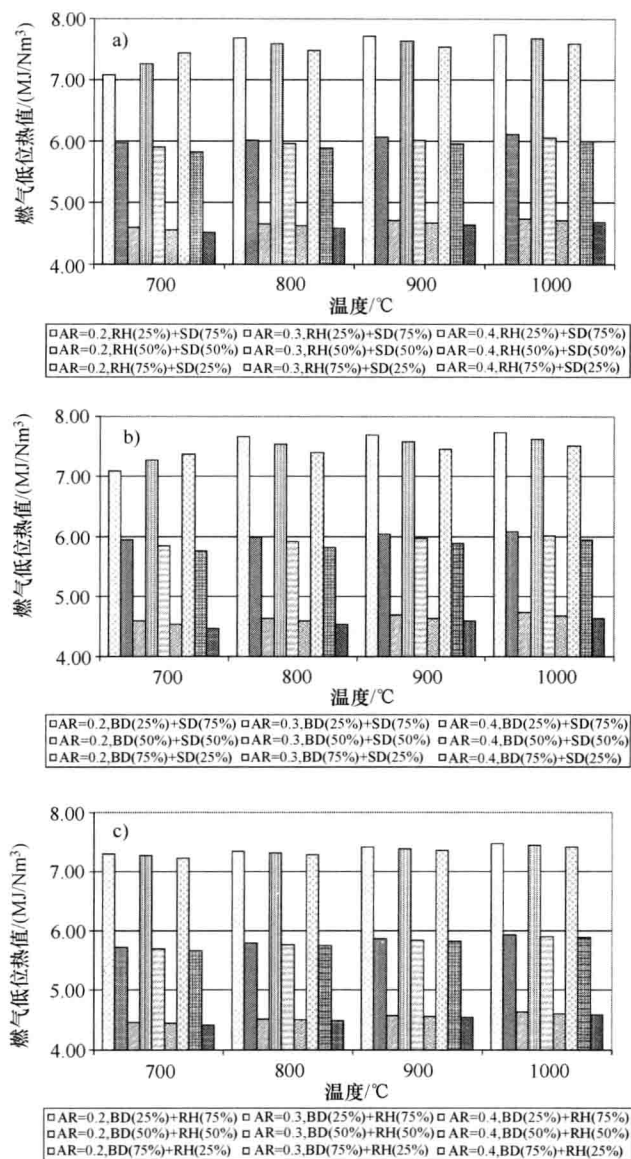 a)
8.00
7.00
6.00
5.00
4.00
燃气低位热值/(MJ/Nm³)
700 800 900 1000
温度/℃
□AR=0.2,RH(25%)+SD(75%) □AR=0.3,RH(25%)+SD(75%) □AR=0.4,RH(25%)+SD(75%)
□AR=0.2,RH(50%)+SD(50%) □AR=0.3,RH(50%)+SD(50%) □AR=0.4,RH(50%)+SD(50%)
□AR=0.2,RH(75%)+SD(25%) □AR=0.3,RH(75%)+SD(25%) □AR=0.4,RH(75%)+SD(25%)
b)
8.00
7.00
6.00
5.00
4.00
燃气低位热值/(MJ/Nm³)
700 800 900 1000
温度/℃
□AR=0.2,BD(25%)+SD(75%) □AR=0.3,BD(25%)+SD(75%) □AR=0.4,BD(25%)+SD(75%)
□AR=0.2,BD(50%)+SD(50%) □AR=0.3,BD(50%)+SD(50%) □AR=0.4,BD(50%)+SD(50%)
□AR=0.2,BD(75%)+SD(25%) □AR=0.3,BD(75%)+SD(25%) □AR=0.4,BD(75%)+SD(25%)
c)
8.00
7.00
6.00
5.00
4.00
燃气低位热值/(MJ/Nm³)
700 800 900 1000
温度/℃
□AR=0.2,BD(25%)+RH(75%) □AR=0.3,BD(25%)+RH(75%) □AR=0.4,BD(25%)+RH(75%)
□AR=0.2,BD(50%)+RH(50%) □AR=0.3,BD(50%)+RH(50%) □AR=0.4,BD(50%)+RH(50%)
□AR=0.2,BD(75%)+RH(25%) □AR=0.3,BD(75%)+RH(25%) □AR=0.4,BD(75%)+RH(25%)